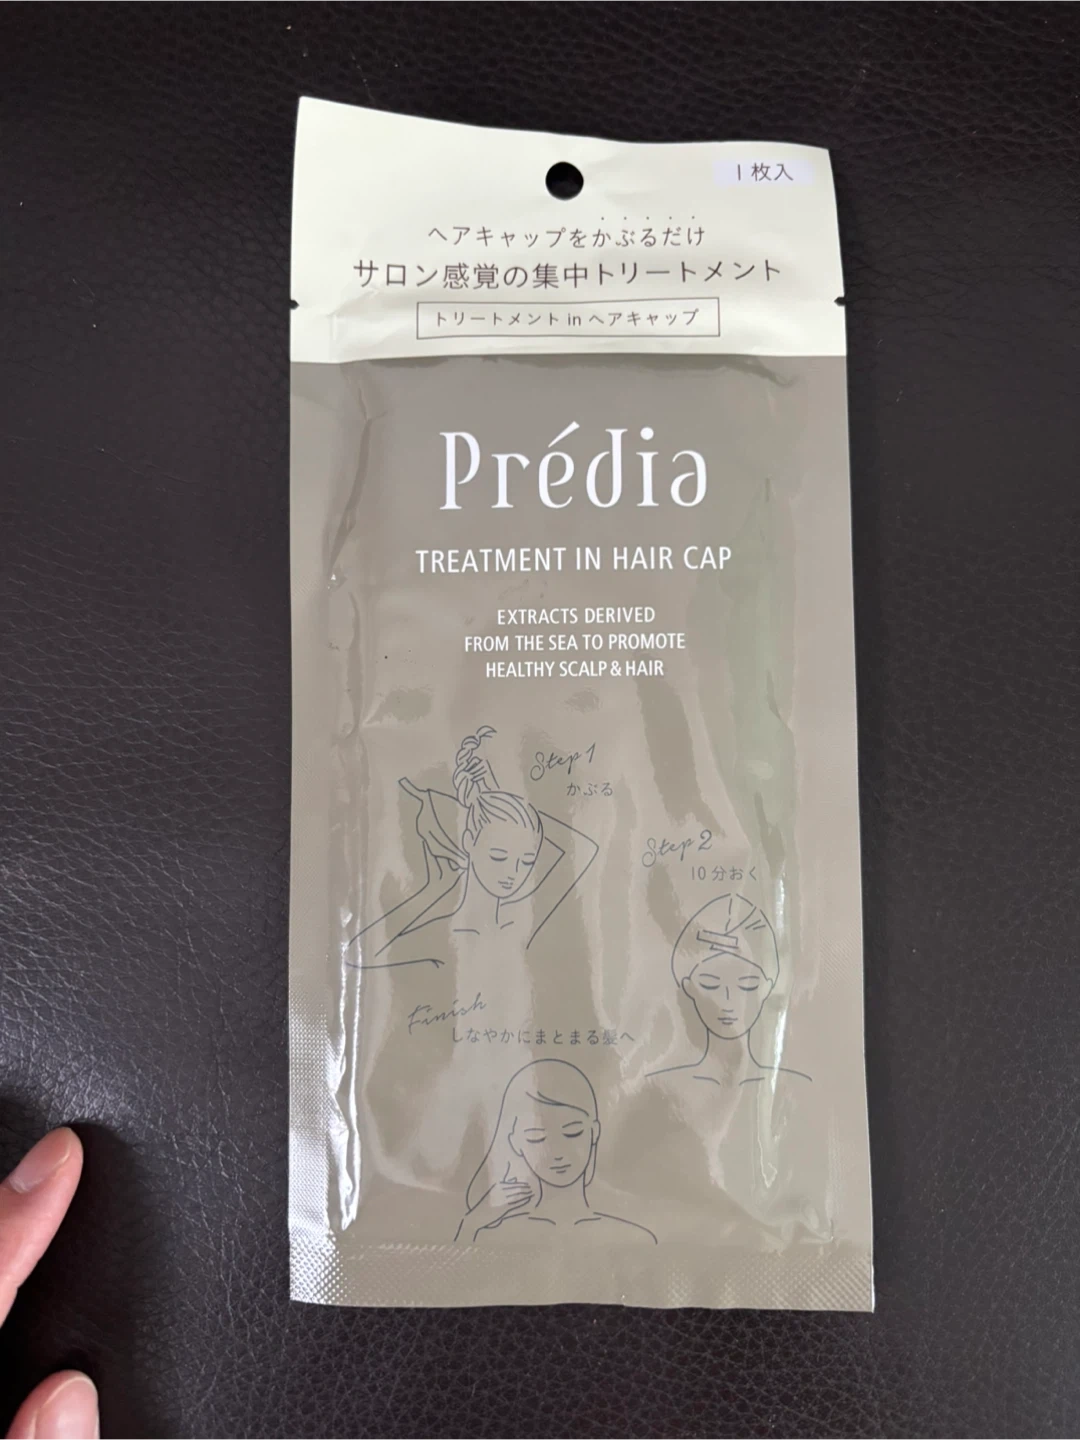 1枚入
ヘアキャップをかぶるだけ
サロン感覚の集中トリートメント
トリートメント in ヘアキャップ
Prédia
TREATMENT IN HAIR CAP
EXTRACTS DERIVED
FROM THE SEA TO PROMOTE
HEALTHY SCALP & HAIR
Step 1
かぶる
Step 2
10分おく
Finish
しなやかにまとまる髪へ